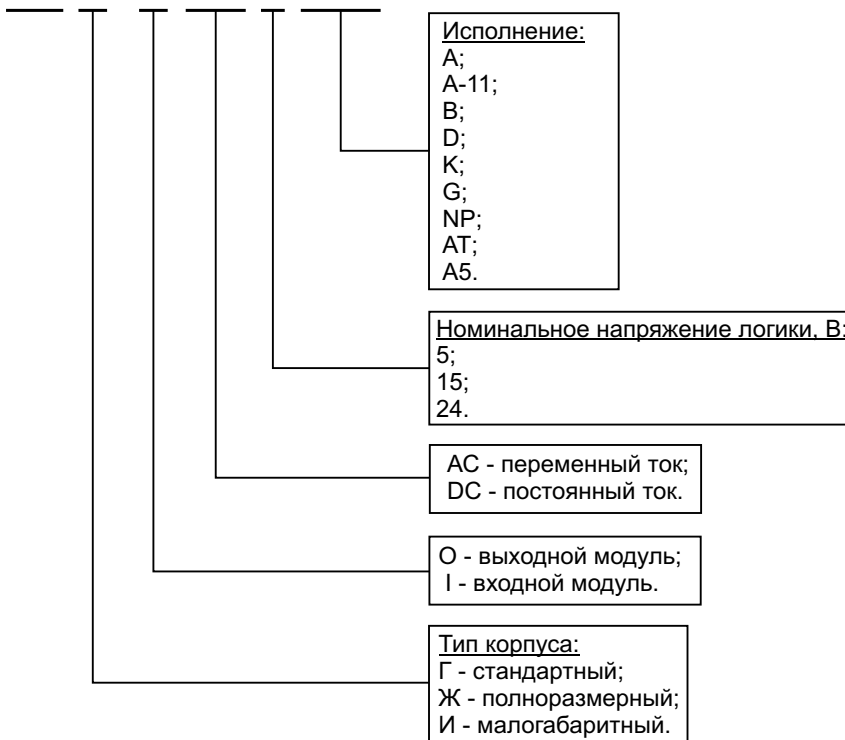 Исполнение:
A;
A-11;
B;
D;
K;
G;
NP;
AT;
A5.
Номинальное напряжение логики, В:
5;
15;
24.
AC - переменный ток;
DC - постоянный ток.
O - выходной модуль;
I - входной модуль.
Тип корпуса:
Г - стандартный;
Ж - полноразмерный;
И - малогабаритный.